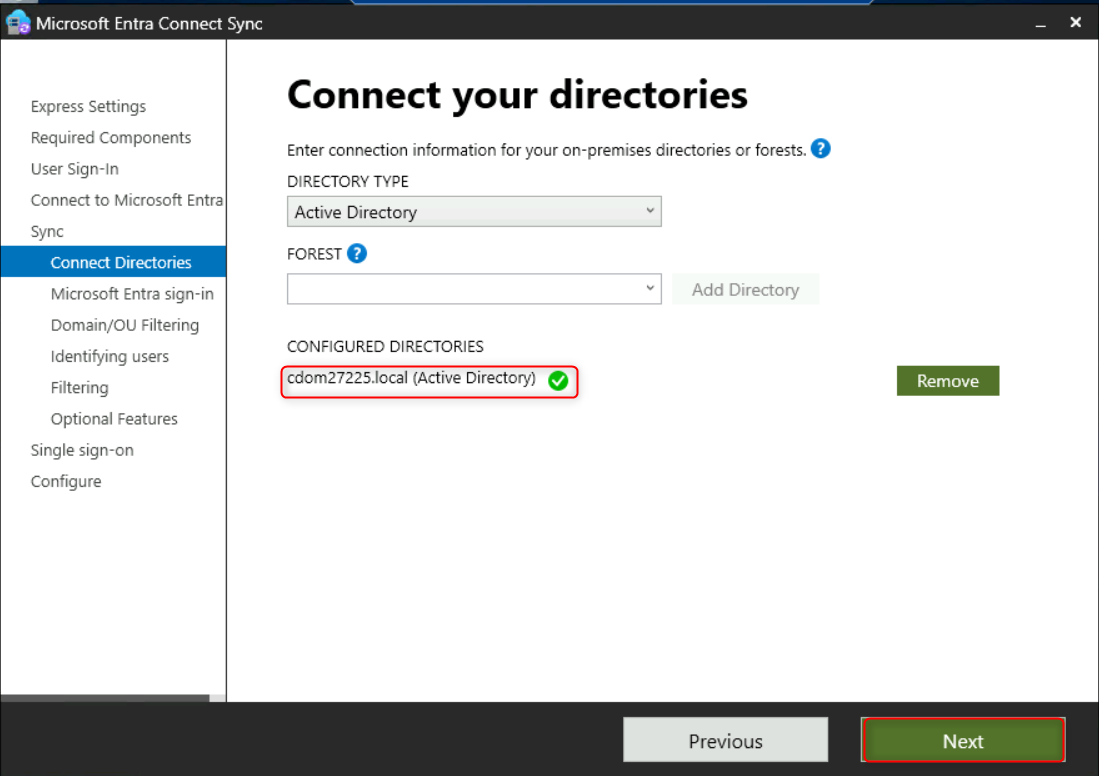 Microsoft Entra Connect Sync
Express Settings
Required Components
User Sign-In
Connect to Microsoft Entra
Sync
Connect Directories
Microsoft Entra sign-in
Domain/OU Filtering
Identifying users
Filtering
Optional Features
Single sign-on
Configure
Connect your directories
Enter connection information for your on-premises directories or forests. ?
DIRECTORY TYPE
Active Directory
FOREST ?
Add Directory
CONFIGURED DIRECTORIES
cdom27225.local (Active Directory)
Remove
Previous
Next